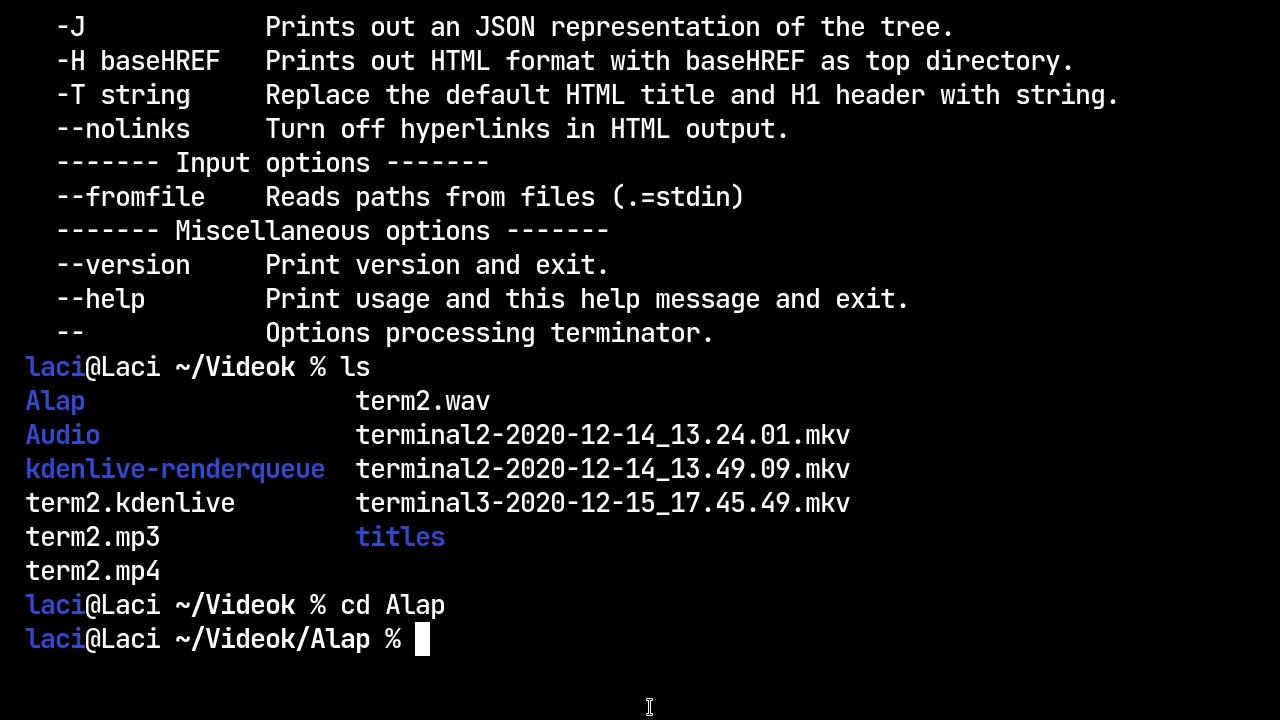 -J            Prints out an JSON representation of the tree.
-H baseHREF   Prints out HTML format with baseHREF as top directory.
-T string     Replace the default HTML title and H1 header with string.
--nolinks     Turn off hyperlinks in HTML output.
------- Input options -------
--fromfile    Reads paths from files (.=stdin)
------- Miscellaneous options -------
--version     Print version and exit.
--help        Print usage and this help message and exit.
--            Options processing terminator.
laci@Laci ~/Videok % ls
Alap                  term2.wav
Audio                 terminal2-2020-12-14_13.24.01.mkv
kdenlive-renderqueue  terminal2-2020-12-14_13.49.09.mkv
term2.kdenlive        terminal3-2020-12-15_17.45.49.mkv
term2.mp3             titles
term2.mp4
laci@Laci ~/Videok % cd Alap
laci@Laci ~/Videok/Alap %